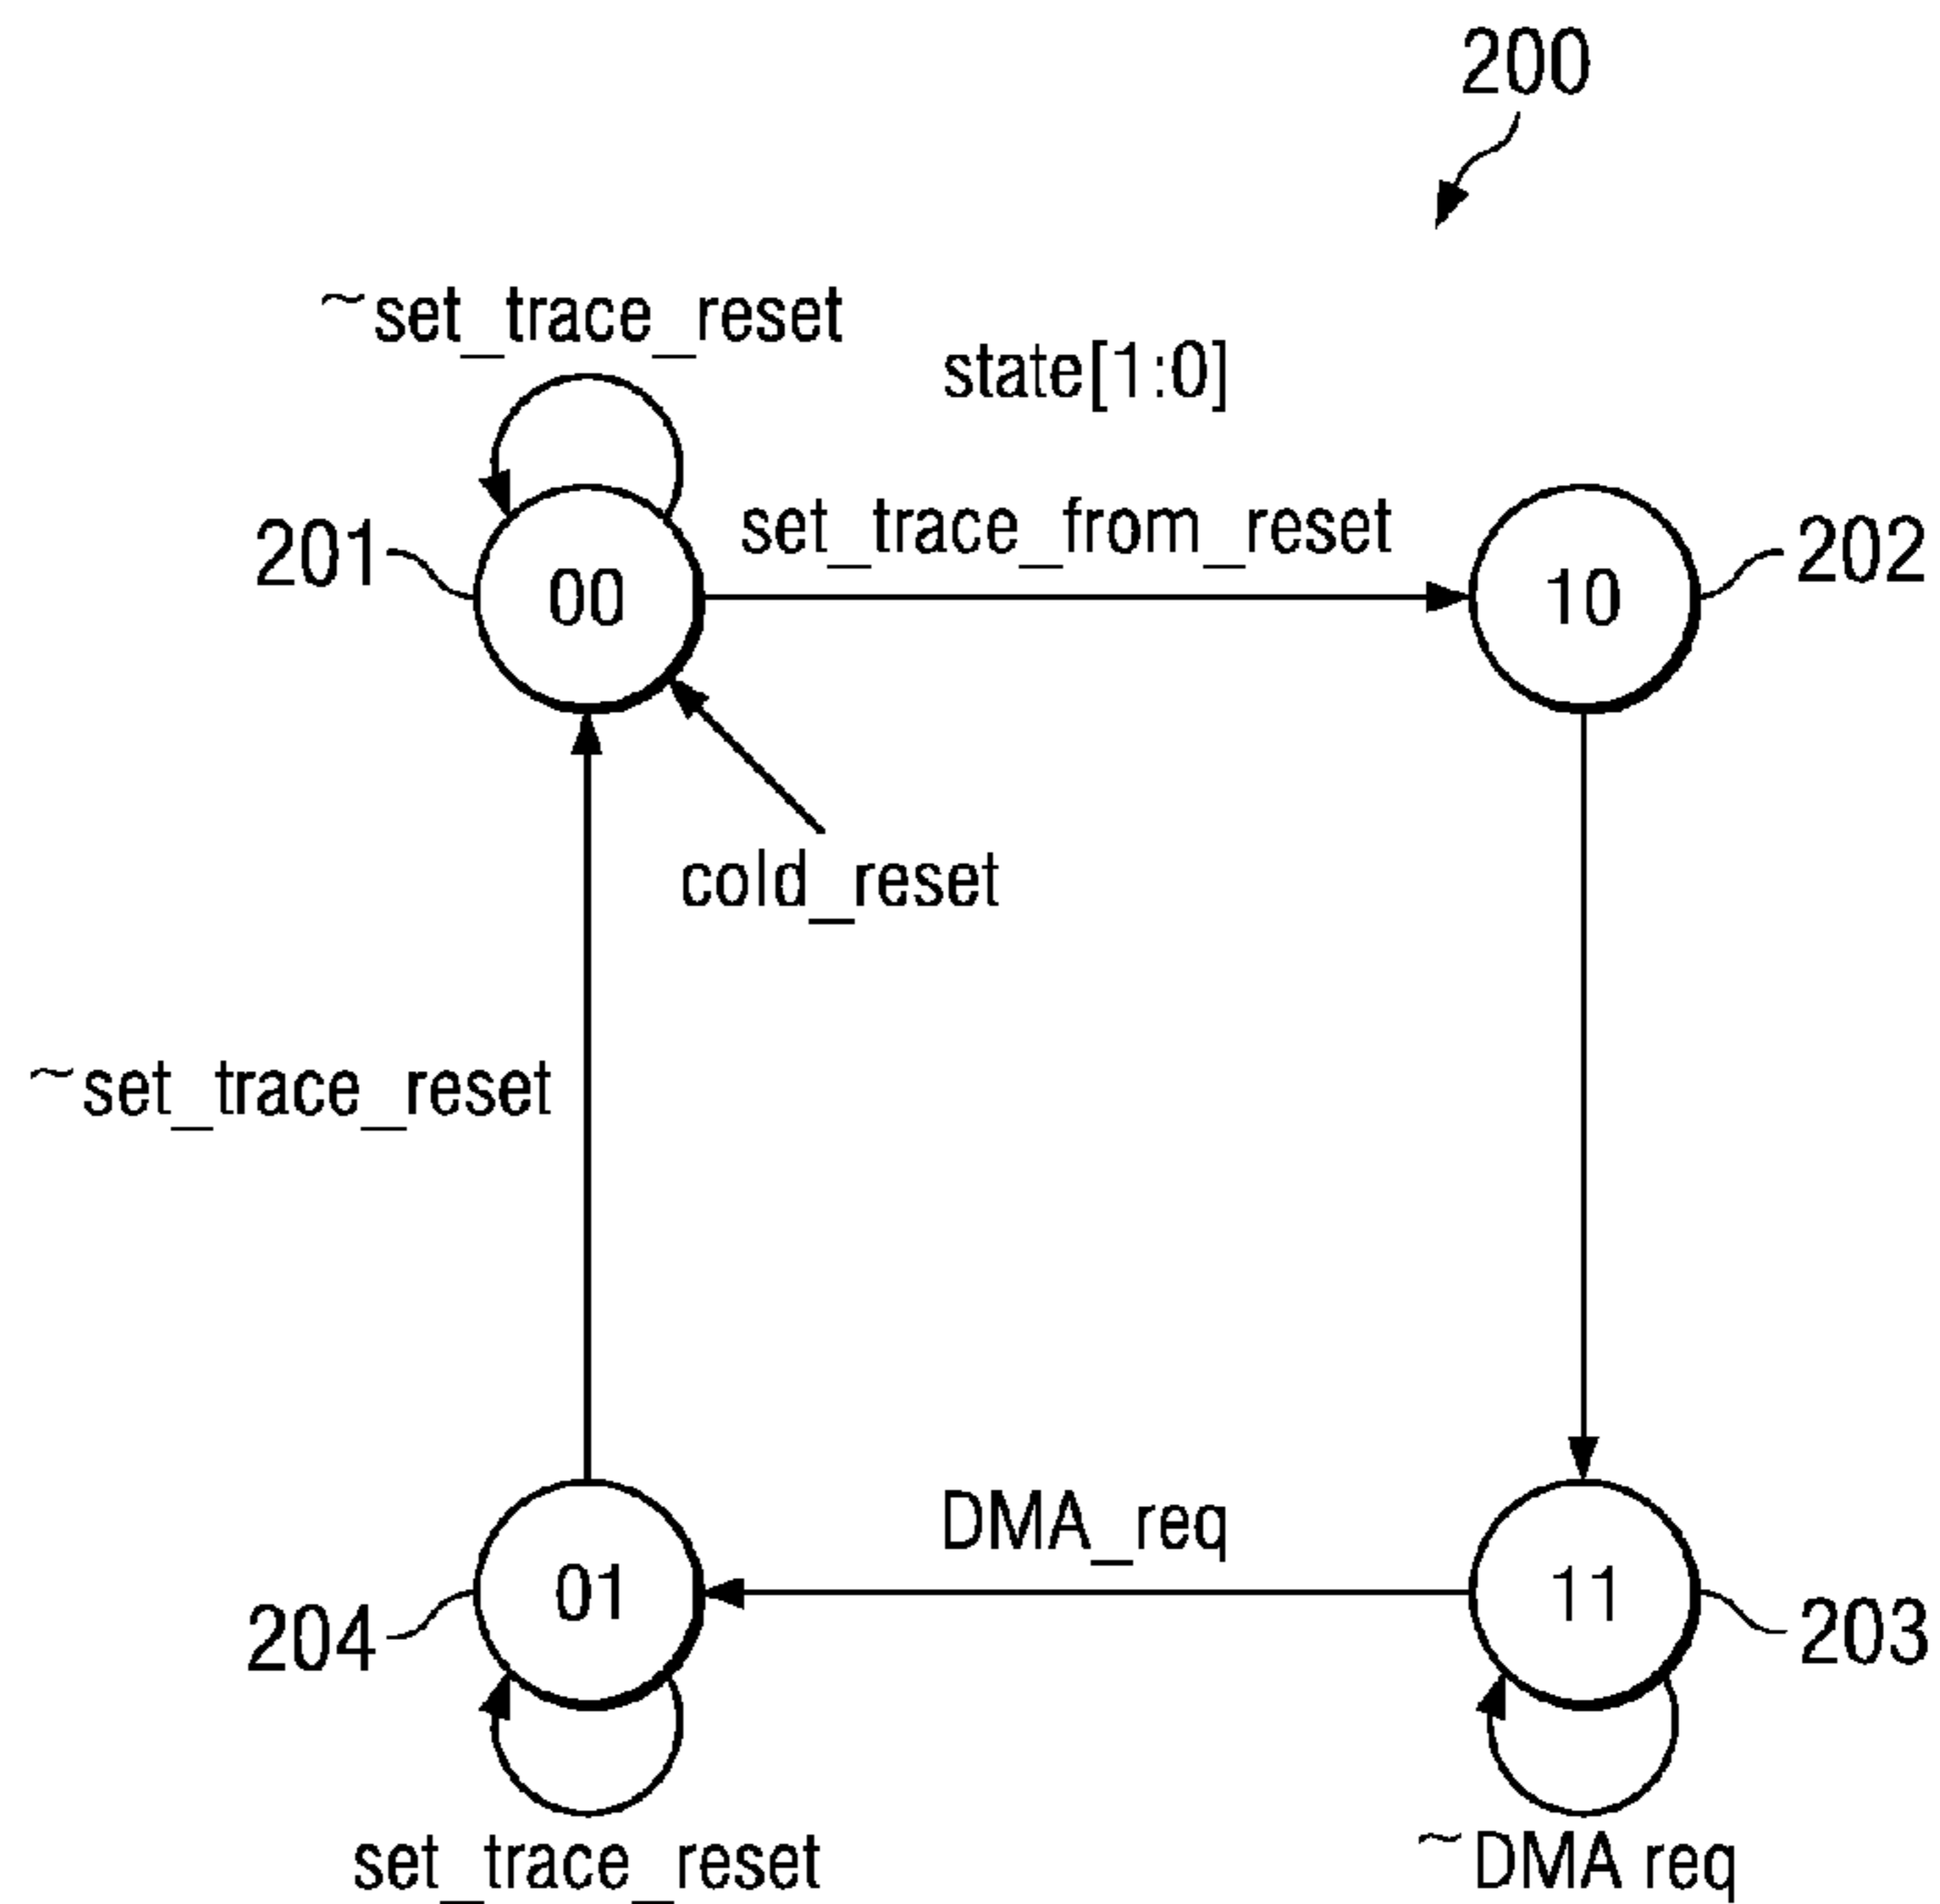 200
~set_trace_reset
state[1:0]
set_trace_from_reset
201
00
10
202
cold_reset
~set_trace_reset
DMA_req
01
11
204
203
set_trace_reset
~DMA req